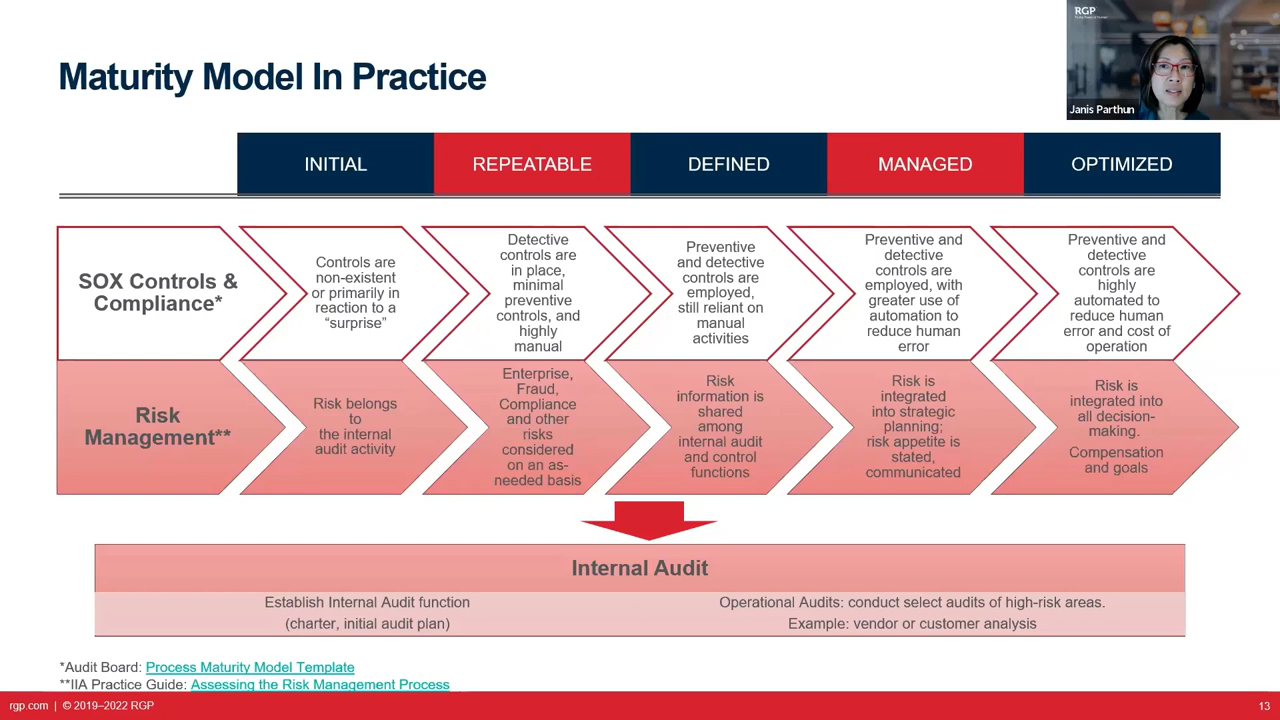 RGP
Janis Parthun
Maturity Model In Practice
INITIAL
REPEATABLE
DEFINED
MANAGED
OPTIMIZED
SOX Controls &
Compliance*
Controls are
non-existent
or primarily in
reaction to a
“surprise”
Detective
controls are
in place,
minimal
preventive
controls, and
highly
manual
Preventive
and detective
controls are
employed,
still reliant on
manual
activities
Preventive and
detective
controls are
employed, with
greater use of
automation to
reduce human
error
Preventive and
detective
controls are
highly
automated to
reduce human
error and cost of
operation
Risk
Management**
Risk belongs
to
the internal
audit activity
Enterprise,
Fraud,
Compliance
and other
risks
considered
on an as-
needed basis
Risk
information is
shared
among
internal audit
and control
functions
Risk is
integrated
into strategic
planning;
risk appetite is
stated,
communicated
Risk is
integrated into
all decision-
making.
Compensation
and goals
Internal Audit
Establish Internal Audit function
(charter, initial audit plan)
Operational Audits: conduct select audits of high-risk areas.
Example: vendor or customer analysis
*Audit Board: Process Maturity Model Template
**IIA Practice Guide: Assessing the Risk Management Process
rgp.com | © 2019–2022 RGP
13